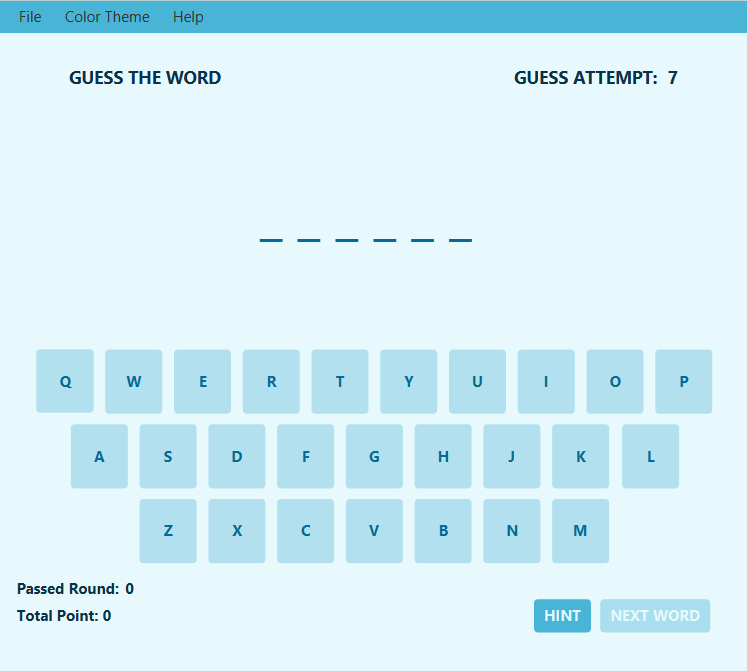 File Color Theme Help
GUESS THE WORD GUESS ATTEMPT: 7
_ _ _ _ _ _
Q W E R T Y U I O P
A S D F G H J K L
Z X C V B N M
Passed Round: 0
Total Point: 0
HINT NEXT WORD